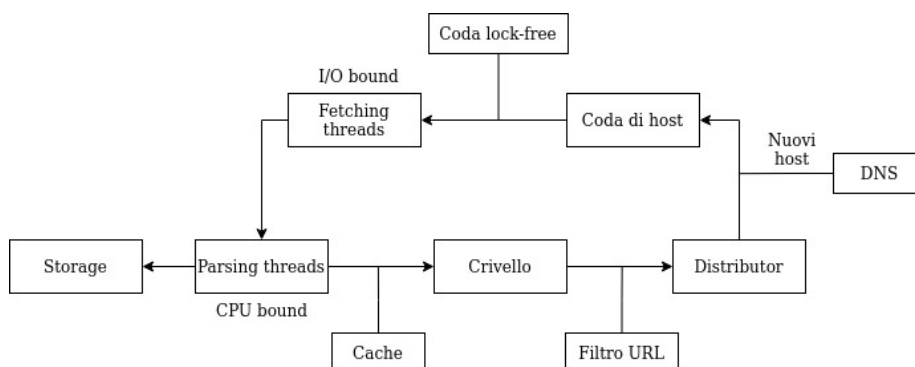 Coda lock-free
I/O bound
Fetching
threads
Coda di host
Nuovi
host
DNS
Storage
Parsing threads
Crivello
Distributor
CPU bound
Cache
Filtro URL